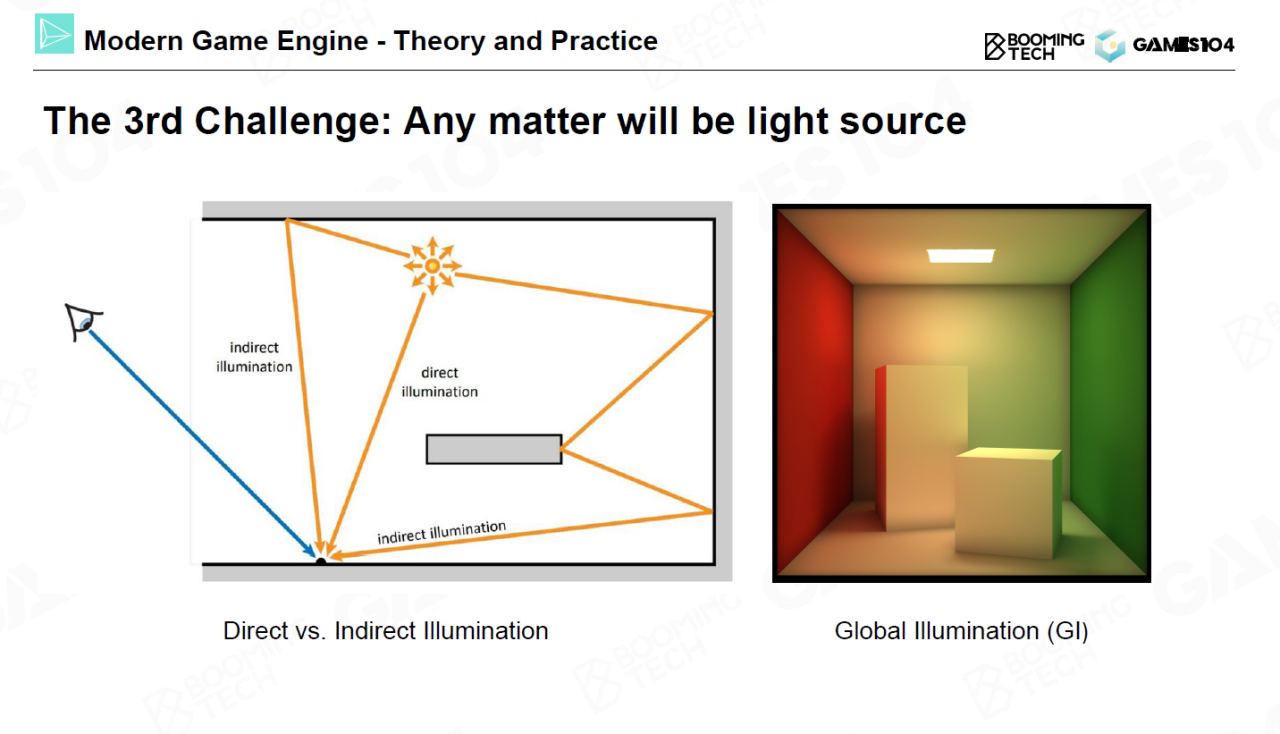 Modern Game Engine - Theory and Practice
BOOMING
TECH
GAMES104
The 3rd Challenge: Any matter will be light source
indirect
illumination
direct
illumination
indirect illumination
Direct vs. Indirect Illumination
Global Illumination (GI)